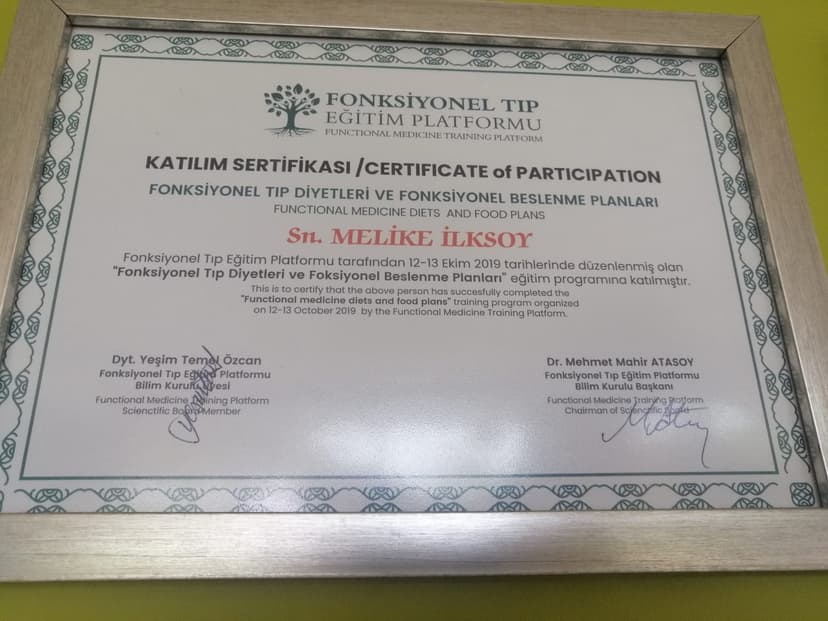 FONKSİYONEL TIP
EĞİTİM PLATFORMU
FUNCTIONAL MEDICINE TRAINING PLATFORM
KATILIM SERTİFİKASI /CERTIFICATE of PARTICIPATION
FONKSİYONEL TIP DİYETLERİ VE FONKSİYONEL BESLENME PLANLARI
FUNCTIONAL MEDICINE DIETS AND FOOD PLANS
Sn. MELİKE İLKSOY
Fonksiyonel Tıp Eğitim Platformu tarafından 12-13 Ekim 2019 tarihlerinde düzenlenmiş olan
"Fonksiyonel Tıp Diyetleri ve Foksiyonel Beslenme Planları" eğitim programına katılmıştır.
This is to certify that the above person has succesfully completed the
"Functional medicine diets and food plans" training program organized
on 12-13 October 2019 by the Functional Medicine Training Platform.
Dyt. Yeşim Temel Özcan
Fonksiyonel Tıp Eğitim Platformu
Bilim Kurulu Üyesi
Functional Medicine Training Platform
Scienctific Board Member
Dr. Mehmet Mahir ATASOY
Fonksiyonel Tıp Eğitim Platformu
Bilim Kurulu Başkanı
Functional Medicine Training Platform
Chairman of Scienctific Board